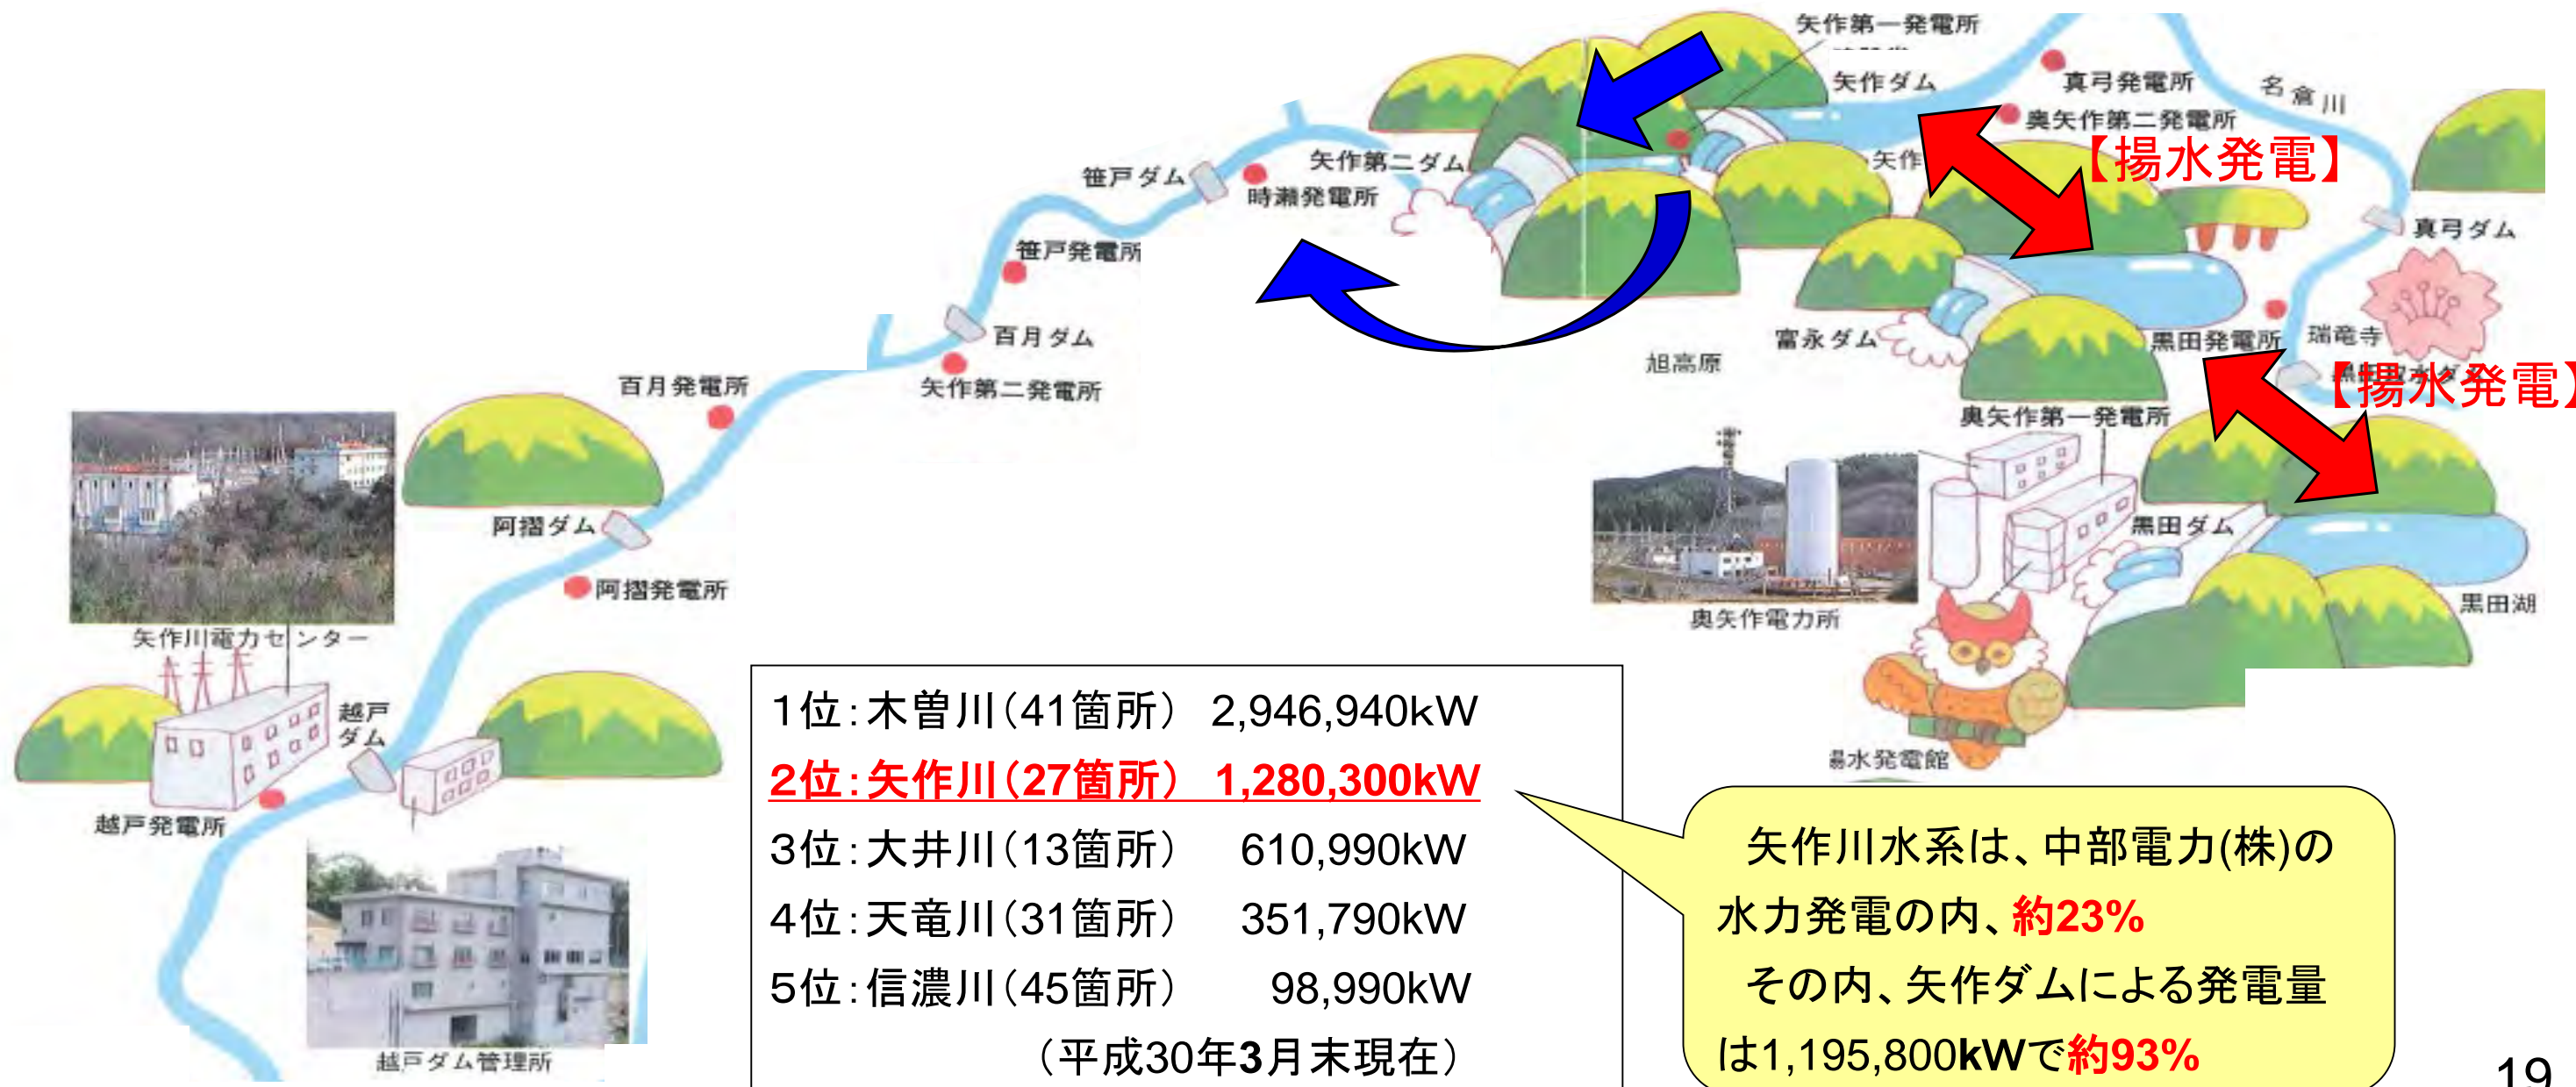 矢作第一発電所
矢作ダム
真弓発電所
名倉川
奥矢作第二発電所
【揚水発電】
矢作第二ダム
矢作
笹戸ダム
時瀬発電所
真弓ダム
笹戸発電所
百月ダム
富永ダム
黒田発電所
瑞竜寺
旭高原
【揚水発電】
百月発電所
矢作第二発電所
奥矢作第一発電所
阿摺ダム
黒田ダム
阿摺発電所
黒田湖
奥矢作電力所
矢作川電力センター
越戸
ダム
水発電館
越戸発電所
越戸ダム管理所
1位：木曽川（41箇所） 2,946,940kW
2位：矢作川（27箇所） 1,280,300kW
3位：大井川（13箇所） 610,990kW
4位：天竜川（31箇所） 351,790kW
5位：信濃川（45箇所） 98,990kW
（平成30年3月末現在）
矢作川水系は、中部電力(株)の
水力発電の内、約23%
その内、矢作ダムによる発電量
は1,195,800kWで約93%
19